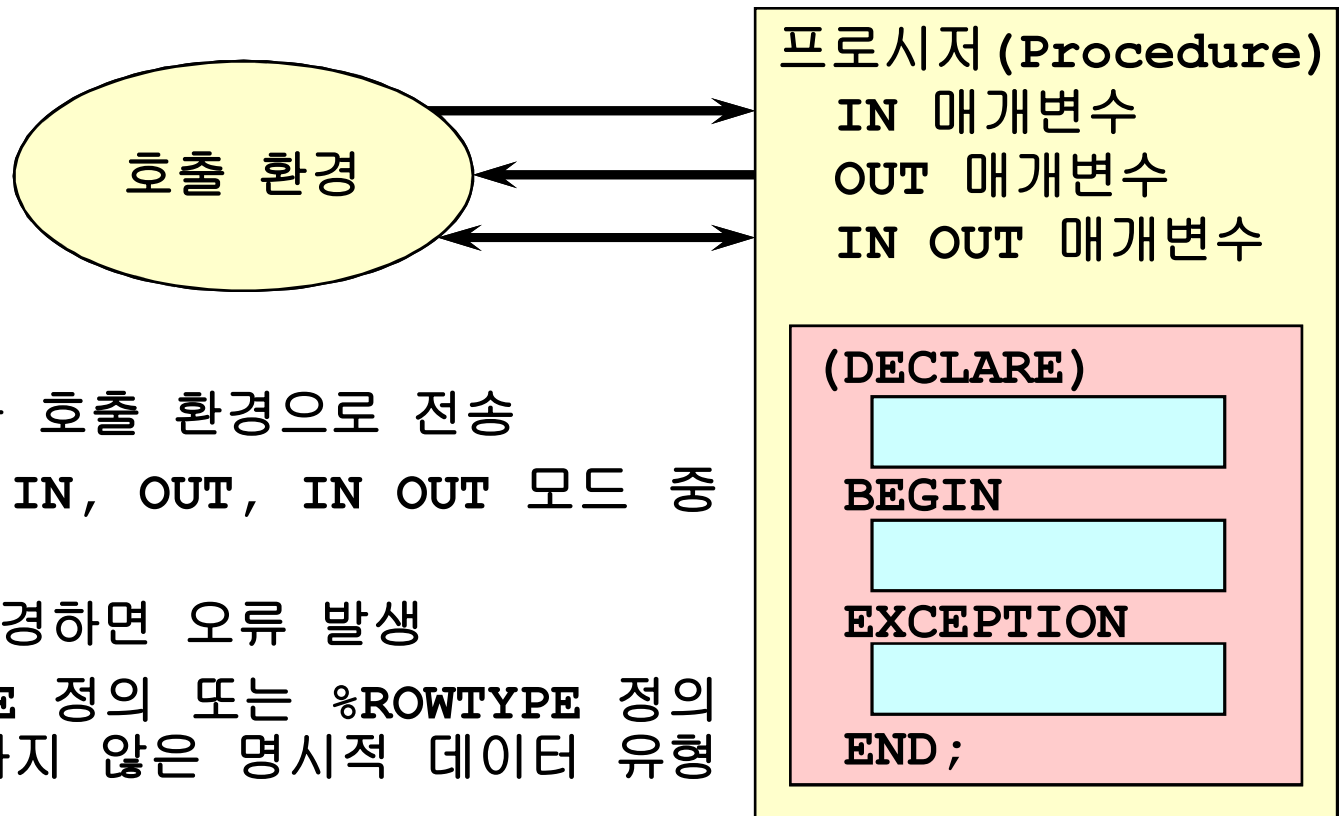 프로시저(Procedure)
IN 매개변수
OUT 매개변수
IN OUT 매개변수
호출 환경
(DECLARE)
BEGIN
EXCEPTION
END;
호출 환경으로 전송
IN, OUT, IN OUT 모드 중
경하면 오류 발생
E 정의 또는 %ROWTYPE 정의
하지 않은 명시적 데이터 유형